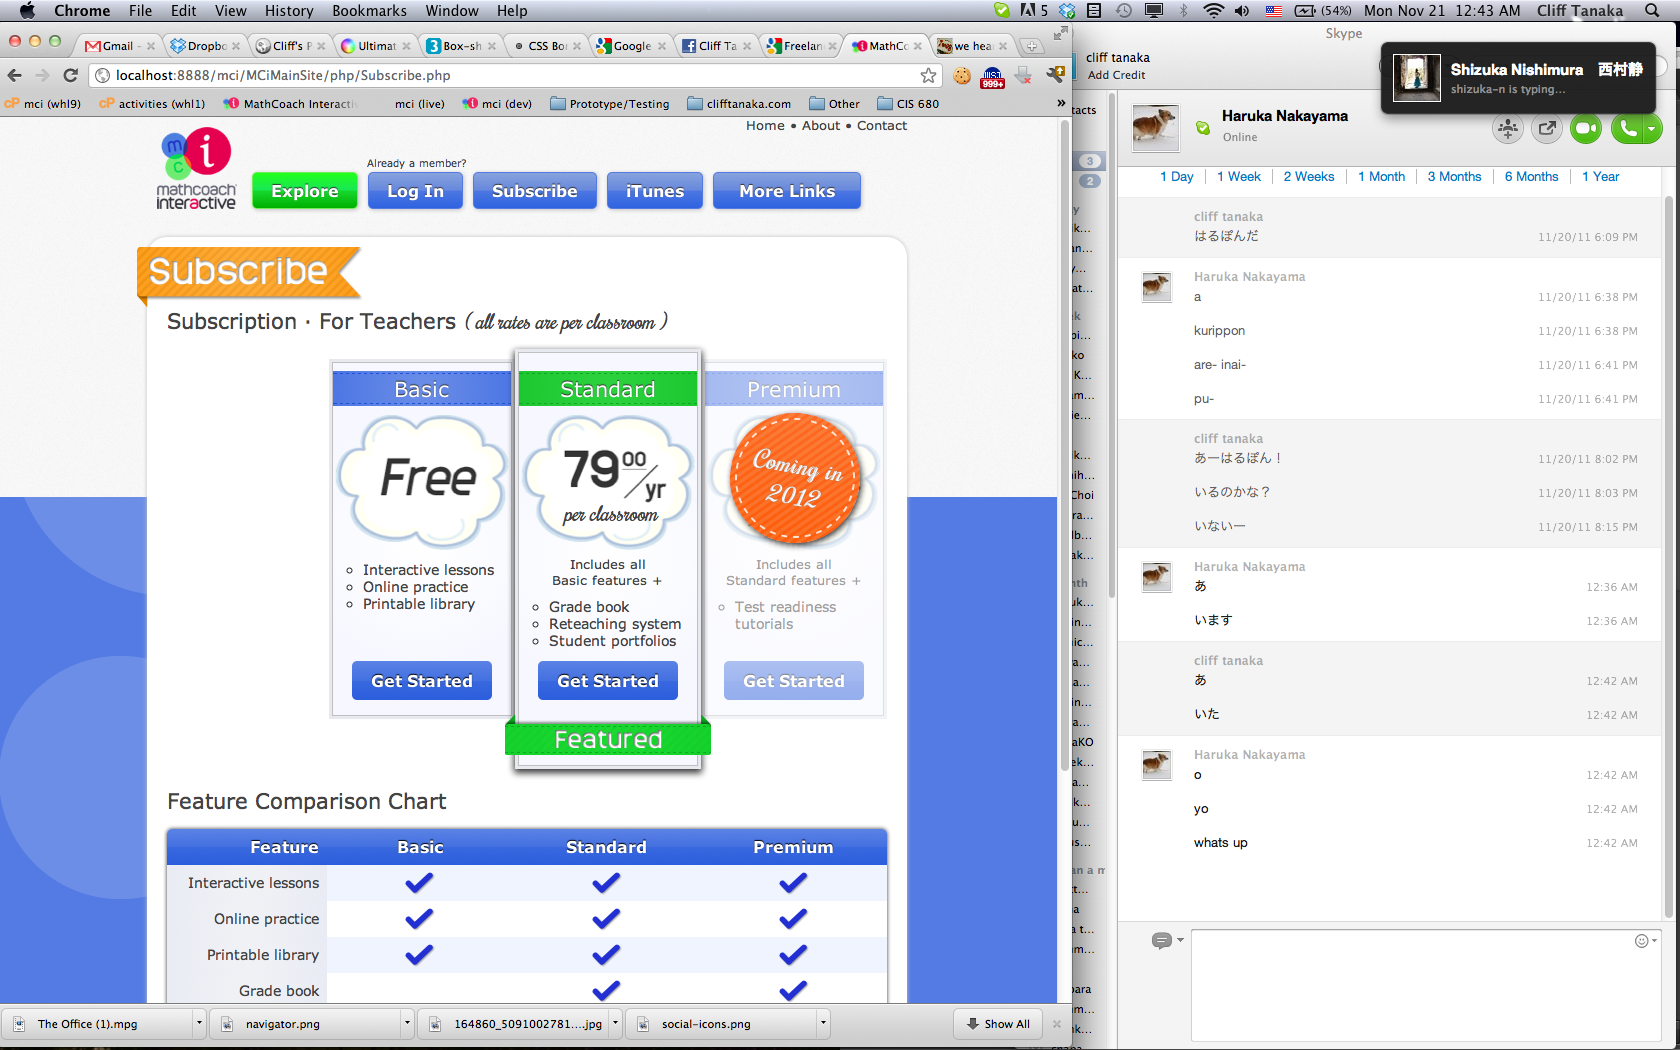 Chrome File Edit View History Bookmarks Window Help
5 (54%) Mon Nov 21 12:43 AM Cliff Tanaka
Gmail - Dropbo Cliff's P Ultimat Box-sh CSS Bor Google Cliff Ta Freelan MathCo we hea
localhost:8888/mci/MCiMainSite/php/Subscribe.php
999+
mci (whl9) activities (whl1) MathCoach Interacti mci (live) mci (dev) Prototype/Testing clifftanaka.com Other CIS 680 »
Home • About • Contact
m c i
mathcoach
interactive
Already a member?
Explore Log In Subscribe iTunes More Links
Subscribe
Subscription · For Teachers ( all rates are per classroom )
Basic
Free
Interactive lessons
Online practice
Printable library
Get Started
Standard
79 00/yr
per classroom
Includes all
Basic features +
Grade book
Reteaching system
Student portfolios
Get Started
Featured
Premium
Coming in
2012
Includes all
Standard features +
Test readiness
tutorials
Get Started
Feature Comparison Chart
Feature Basic Standard Premium
Interactive lessons
Online practice
Printable library
Grade book
The Office (1).mpg navigator.png 164860_5091002781....jpg social-icons.png Show All
Skype
cliff tanaka
Add Credit
Shizuka Nishimura 西村静
shizuka-n is typing...
tacts
3
2
Choi
Haruka Nakayama
Online
1 Day 1 Week 2 Weeks 1 Month 3 Months 6 Months 1 Year
cliff tanaka
はるぽんだ 11/20/11 6:09 PM
Haruka Nakayama
a 11/20/11 6:38 PM
kurippon 11/20/11 6:38 PM
are- inai- 11/20/11 6:41 PM
pu- 11/20/11 6:41 PM
cliff tanaka
あーはるぽん！ 11/20/11 8:02 PM
いるのかな？ 11/20/11 8:03 PM
いないー 11/20/11 8:15 PM
Haruka Nakayama
あ 12:36 AM
います 12:36 AM
cliff tanaka
あ 12:42 AM
いた 12:42 AM
Haruka Nakayama
o 12:42 AM
yo 12:42 AM
whats up 12:42 AM